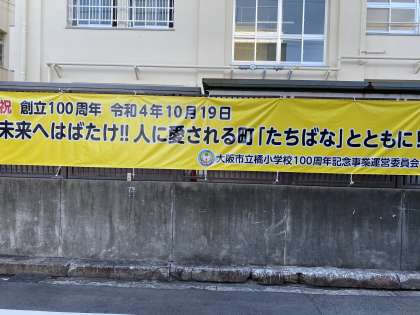 祝 創立100周年 令和4年10月19日
未来へはばたけ!!人に愛される町「たちばな」とともに!
大阪市立橘小学校100周年記念事業運営委員会